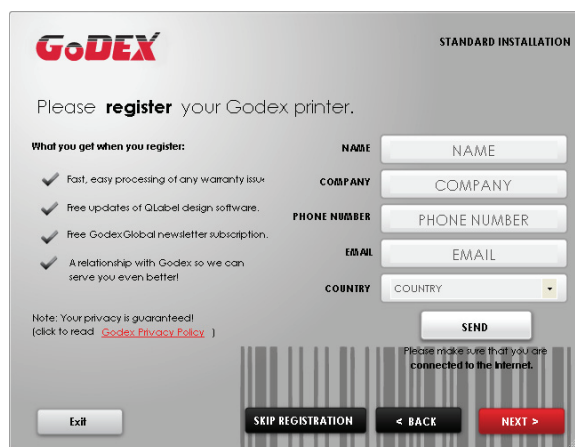 GoDEX
STANDARD INSTALLATION
Please register your Godex printer.
What you get when you register:
Fast, easy processing of any warranty issu
Free updates of QLabel design software.
Free GodexGlobal newsletter subscription.
A relationship with Godex so we can
serve you even better!
Note: Your privacy is guaranteed!
(click to read Godex Privacy Policy )
NAME NAME
COMPANY COMPANY
PHONE NUMBER PHONE NUMBER
EMAIL EMAIL
COUNTRY COUNTRY
SEND
Please make sure that you are
connected to the Internet.
Exit
SKIP REGISTRATION
< BACK
NEXT >